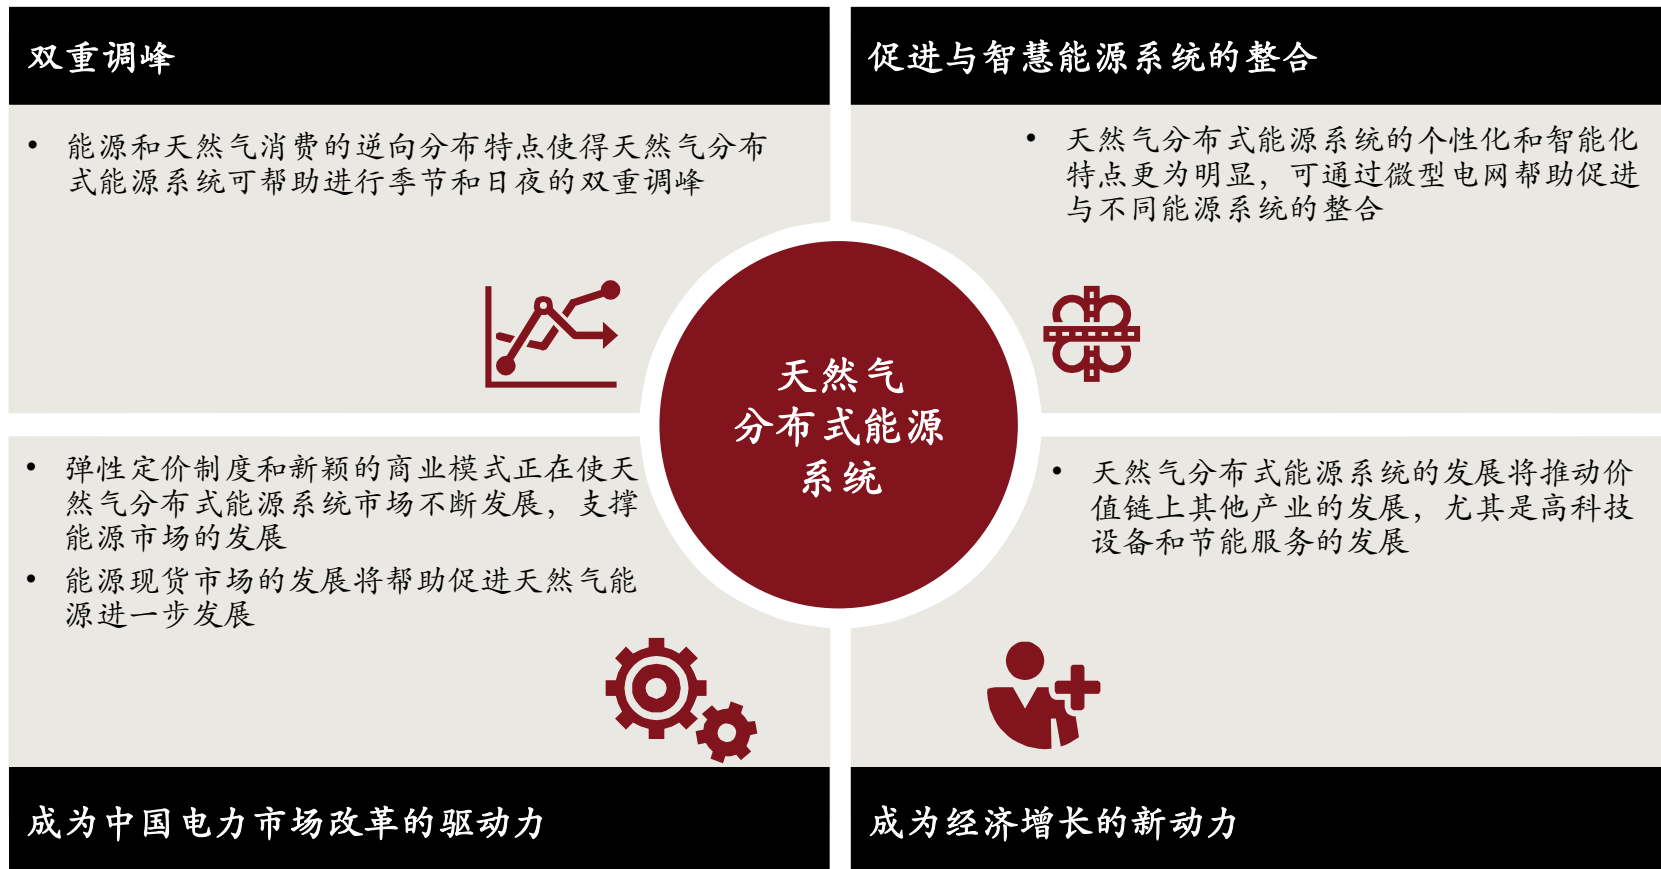 双重调峰
• 能源和天然气消费的逆向分布特点使得天然气分布
式能源系统可帮助进行季节和日夜的双重调峰
促进与智慧能源系统的整合
• 天然气分布式能源系统的个性化和智能化
特点更为明显，可通过微型电网帮助促进
与不同能源系统的整合
天然气
分布式能源
系统
• 弹性定价制度和新颖的商业模式正在使天
然气分布式能源系统市场不断发展，支撑
能源市场的发展
• 能源现货市场的发展将帮助促进天然气能
源进一步发展
成为中国电力市场改革的驱动力
• 天然气分布式能源系统的发展将推动价
值链上其他产业的发展，尤其是高科技
设备和节能服务的发展
成为经济增长的新动力